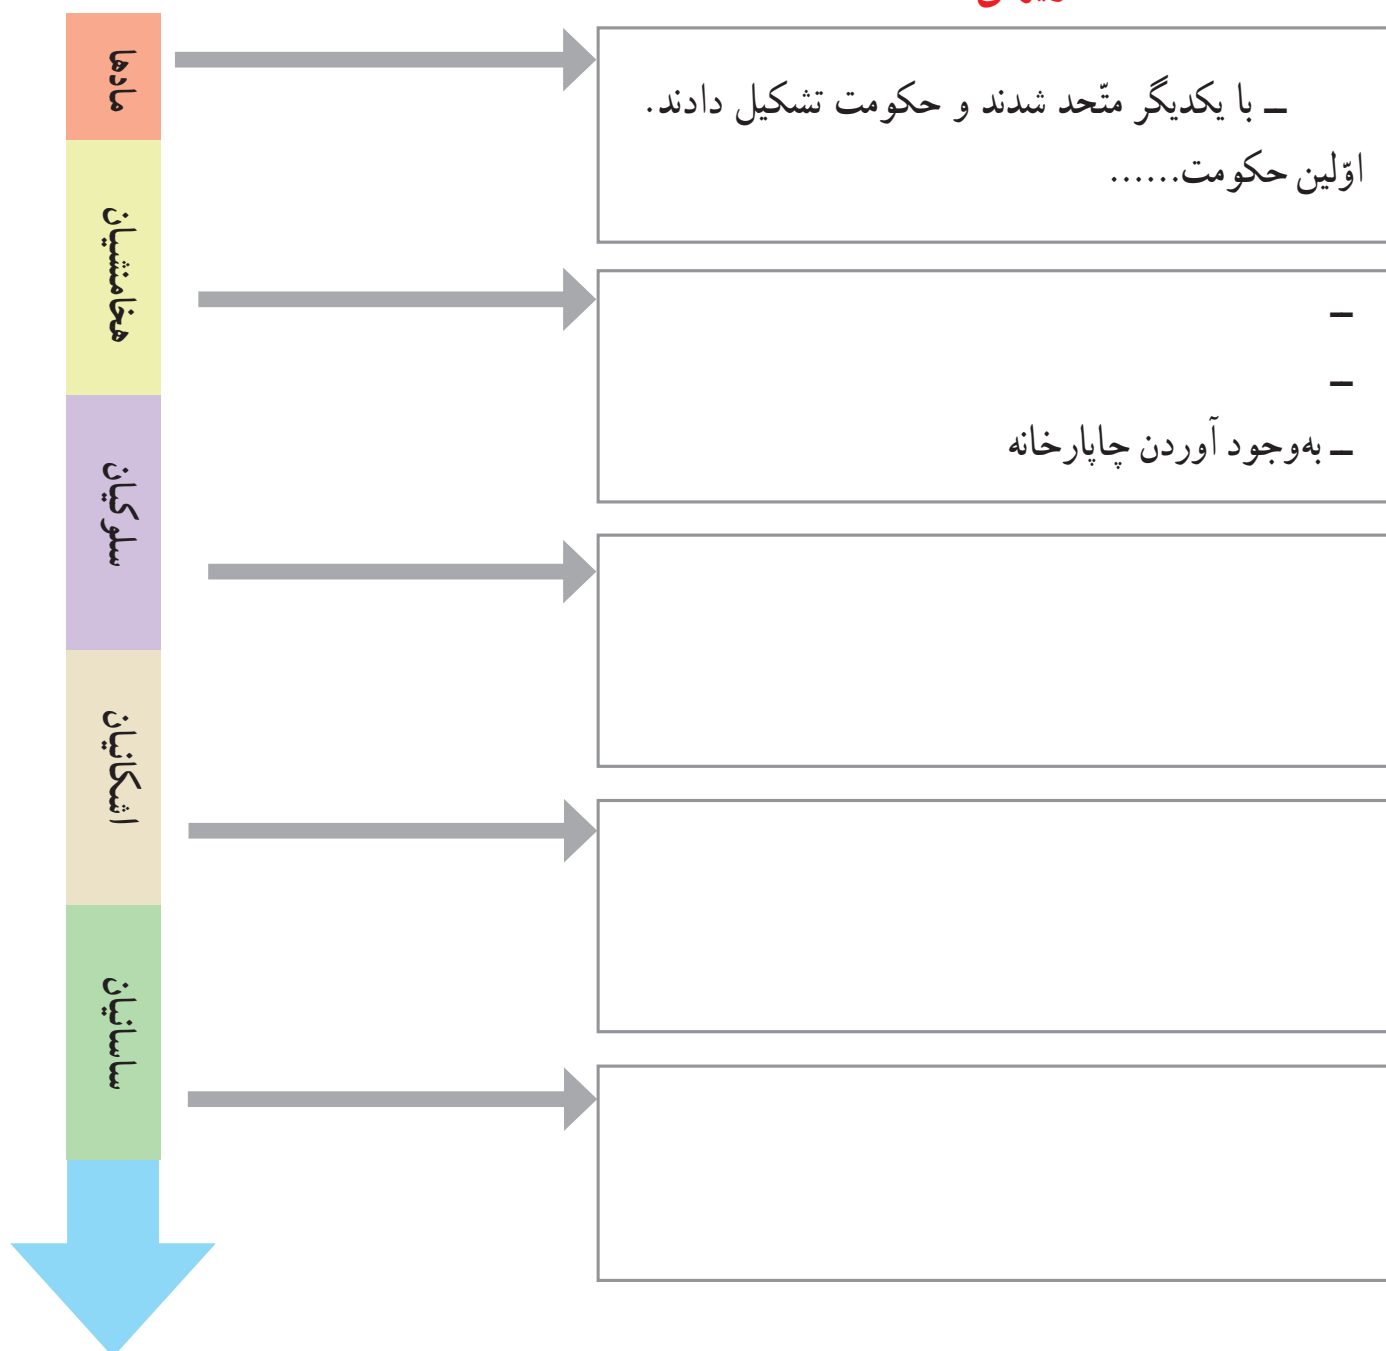 مادها
ـ با یکدیگر متّحد شدند و حکومت تشکیل دادند.
اوّلین حکومت......
هخامنشیان
ـ
ـ
ـ به‌وجود آوردن چاپارخانه
سلوکیان
اشکانیان
ساسانیان